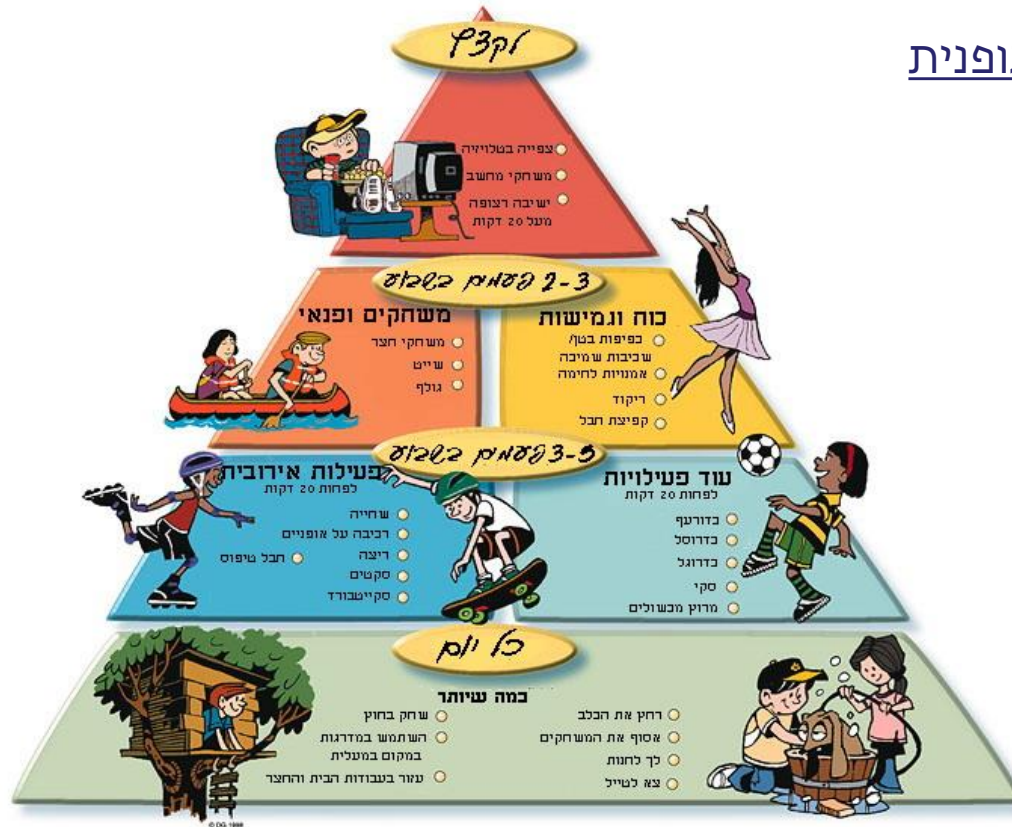 ופנית
לקצץ
צפייה בטלויזיה
משחקי מחשב
ישיבה רצופה
מעל 20 דקות
2-3 פעמים בשבוע
כוח וגמישות
כפיפות בטן/
שכיבות שמיכה
אמנויות לחימה
ריקוד
קפיצת חבל
משחקים ופנאי
משחקי חצר
שייט
גולף
3-5 פעמים בשבוע
עוד פעילויות
לפחות 20 דקות
כדורעף
כדורסל
כדורגל
סקי
מרוץ מכשולים
פעילות אירובית
לפחות 20 דקות
שחייה
רכיבה על אופניים
ריצה
חבל טיפוס
סקטים
סקייטבורד
כל יום
כמה שיותר
רחץ את הכלב
אסוף את המשחקים
לך לחנות
צא לטייל
שחק בחוץ
השתמש במדרגות
במקום במעלית
עזור בעבודות הבית והחצר
© DG, 1998